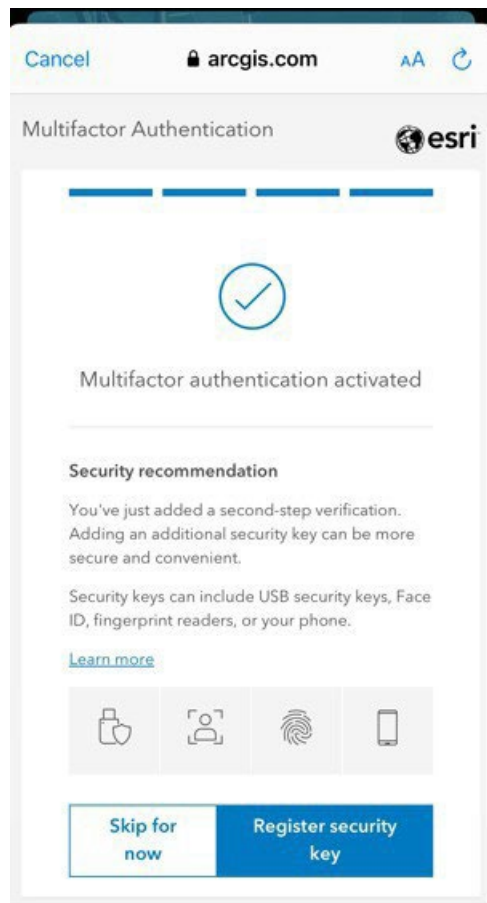 Cancel arcgis.com AA
Multifactor Authentication esri
Multifactor authentication activated
Security recommendation
You've just added a second-step verification.
Adding an additional security key can be more
secure and convenient.
Security keys can include USB security keys, Face
ID, fingerprint readers, or your phone.
Learn more
Skip for
now
Register security
key